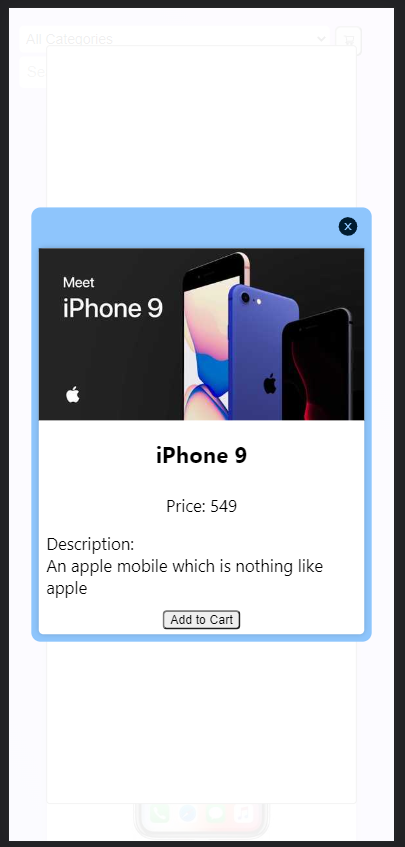 All Categories
Se
x
Meet
iPhone 9
iPhone 9
Price: 549
Description:
An apple mobile which is nothing like
apple
Add to Cart